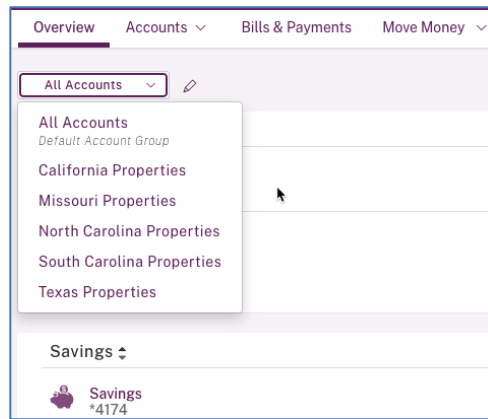 Overview Accounts Bills & Payments Move Money
All Accounts
All Accounts
Default Account Group
California Properties
Missouri Properties
North Carolina Properties
South Carolina Properties
Texas Properties
Savings
Savings
*4174